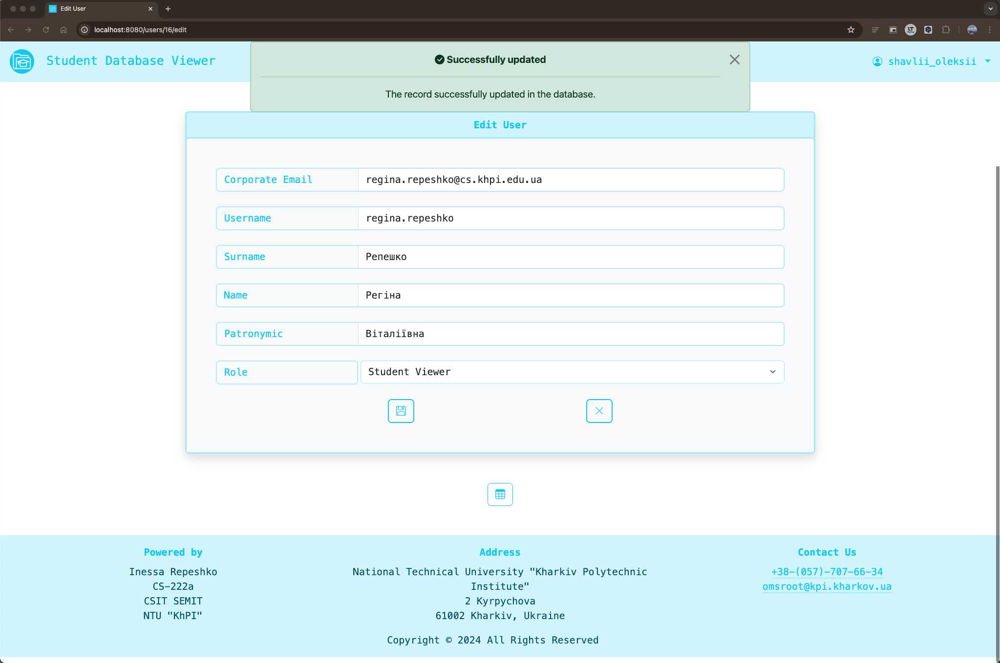 Edit User
localhost:8080/users/16/edit
Student Database Viewer
Successfully updated
shavlii_oleksii
The record successfully updated in the database.
Edit User
Corporate Email regina.repeshko@cs.khpi.edu.ua
Username regina.repeshko
Surname Репешко
Name Регіна
Patronymic Віталіївна
Role Student Viewer
Powered by
Inessa Repeshko
CS-222a
CSIT SEMIT
NTU "KhPI"
Address
National Technical University "Kharkiv Polytechnic
Institute"
2 Kyrpychova
61002 Kharkiv, Ukraine
Contact Us
+38-(057)-707-66-34
omsroot@kpi.kharkov.ua
Copyright © 2024 All Rights Reserved